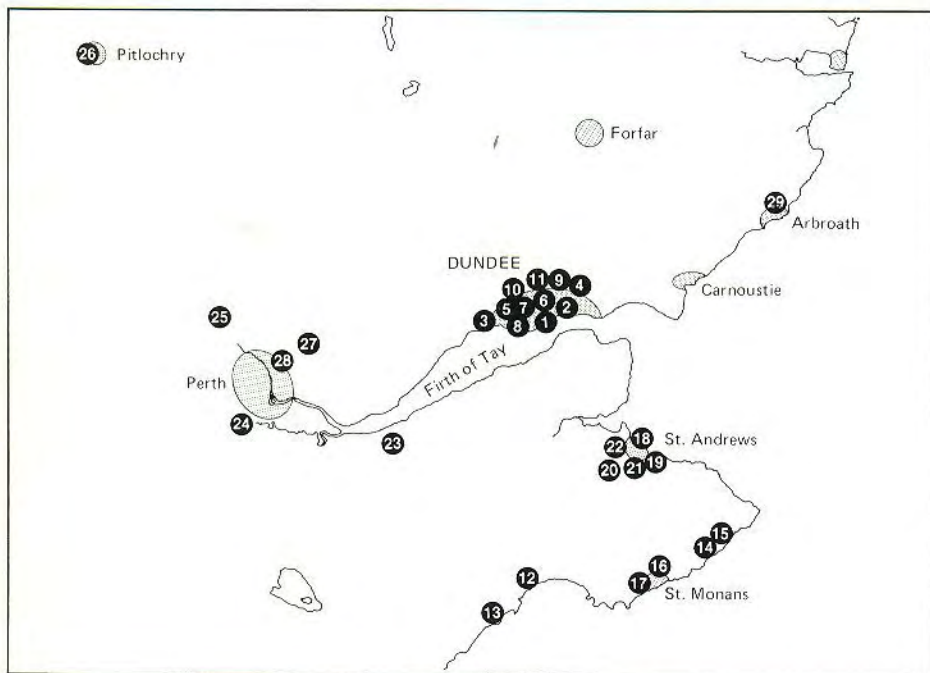 26 Pitlochry
Forfar
29
Arbroath
DUNDEE
11 9 4
10
Carnoustie
6
5 7 2
3 8 1
25
27
28
Firth of Tay
Perth
24
23
18 St. Andrews
22
20 21 19
15
14
16
12
17
St. Monans
13